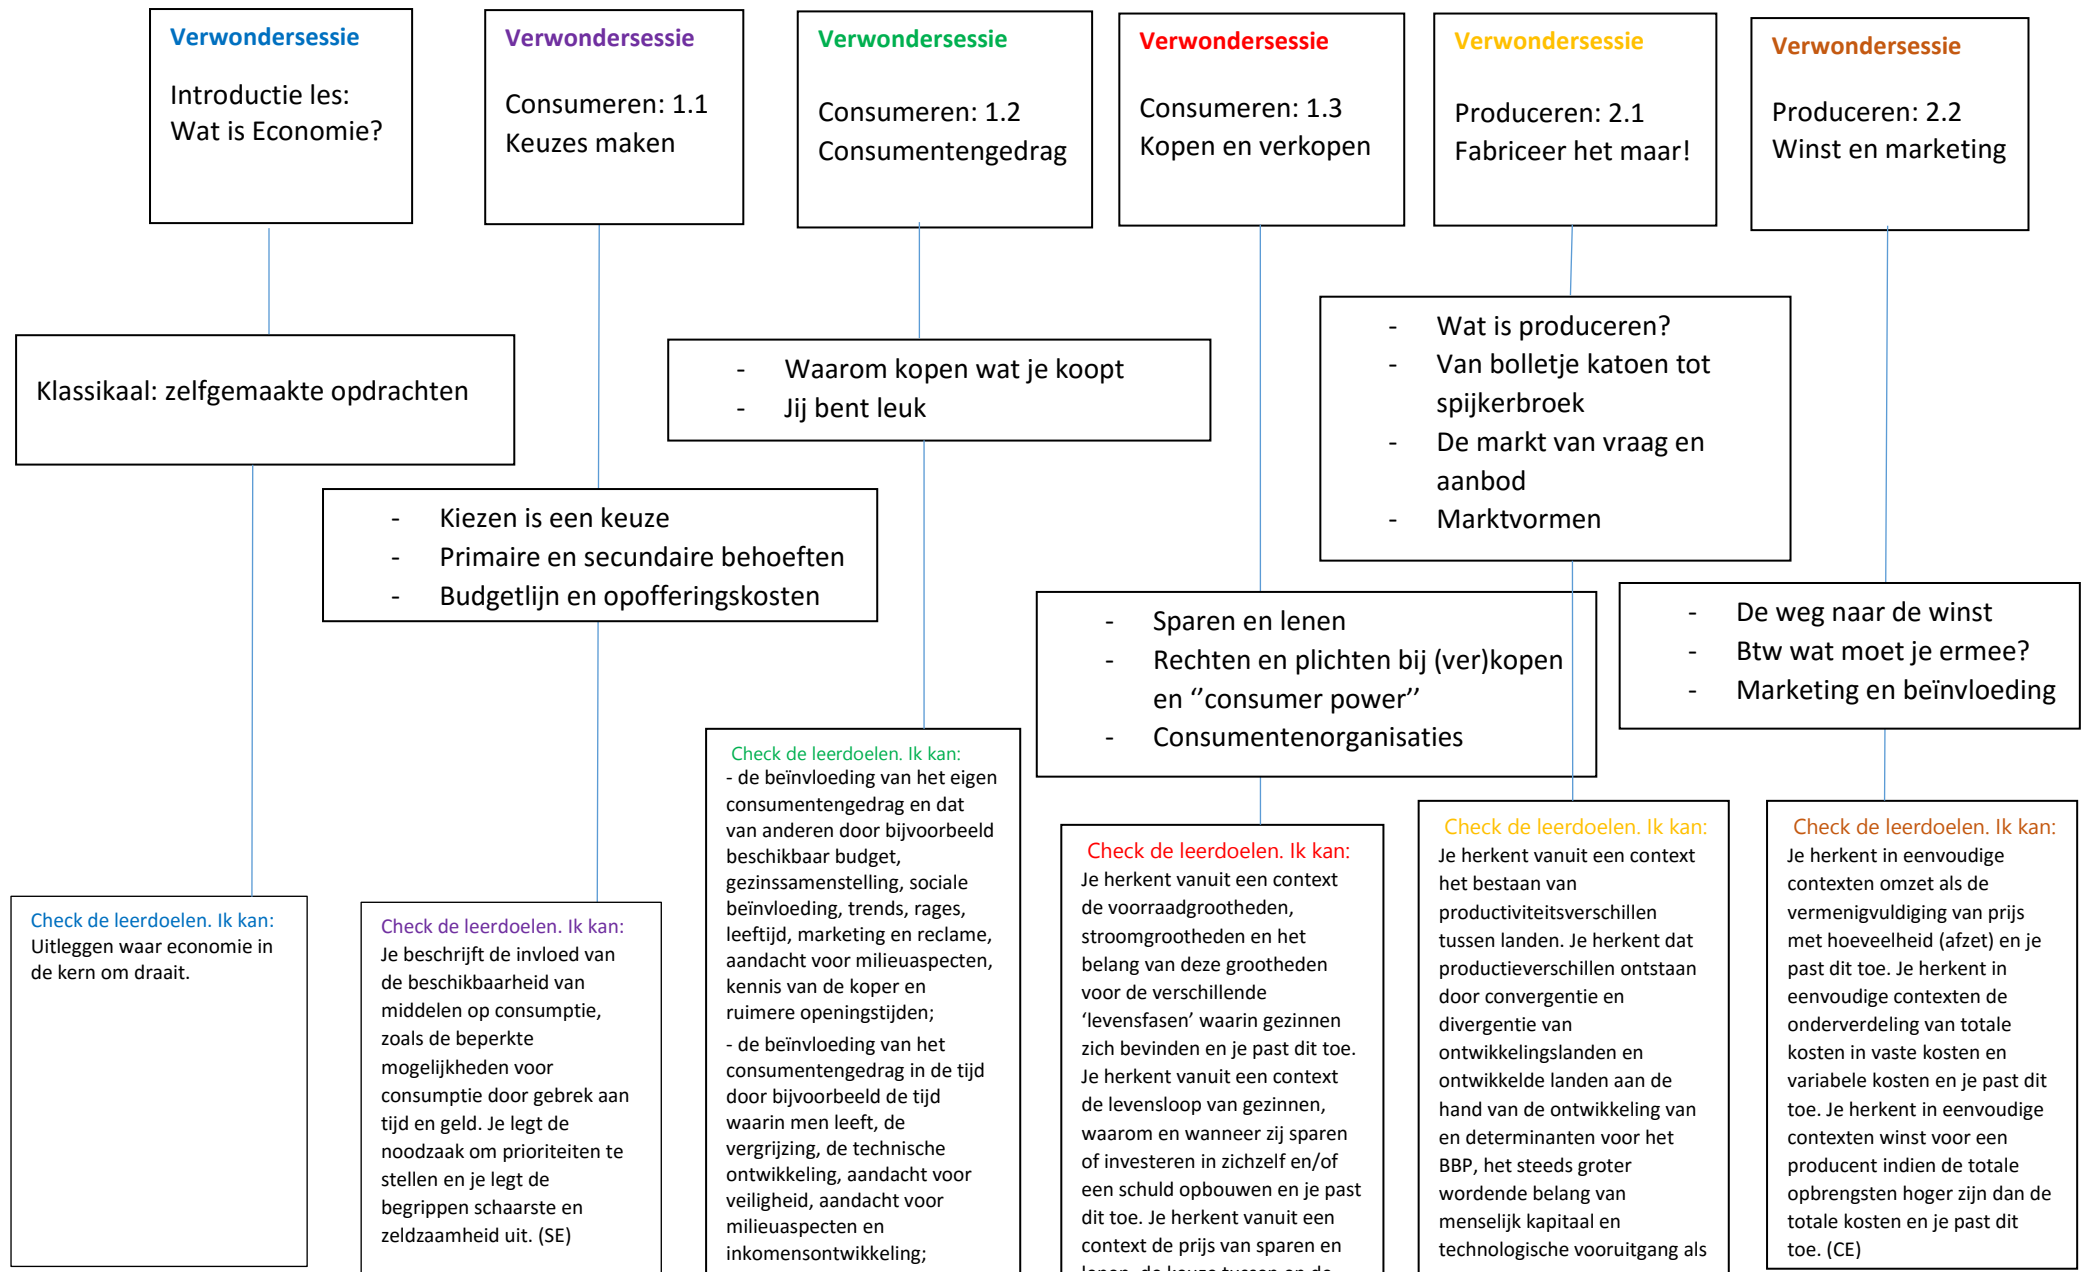 Verwondersessie
Introductie les:
Wat is Economie?
Verwondersessie
Consumeren: 1.1
Keuzes maken
Verwondersessie
Consumeren: 1.2
Consumentengedrag
Verwondersessie
Consumeren: 1.3
Kopen en verkopen
Verwondersessie
Produceren: 2.1
Fabriceer het maar!
Verwondersessie
Produceren: 2.2
Winst en marketing
Klassikaal: zelfgemaakte opdrachten
- Kiezen is een keuze
- Primaire en secundaire behoeften
- Budgetlijn en opofferingskosten
- Waarom kopen wat je koopt
- Jij bent leuk
- Sparen en lenen
- Rechten en plichten bij (ver)kopen
en ‘’consumer power’’
- Consumentenorganisaties
- Wat is produceren?
- Van bolletje katoen tot
spijkerbroek
- De markt van vraag en
aanbod
- Marktvormen
- De weg naar de winst
- Btw wat moet je ermee?
- Marketing en beïnvloeding
Check de leerdoelen. Ik kan:
Uitleggen waar economie in
de kern om draait.
Check de leerdoelen. Ik kan:
Je beschrijft de invloed van
de beschikbaarheid van
middelen op consumptie,
zoals de beperkte
mogelijkheden voor
consumptie door gebrek aan
tijd en geld. Je legt de
noodzaak om prioriteiten te
stellen en je legt de
begrippen schaarste en
zeldzaamheid uit. (SE)
Check de leerdoelen. Ik kan:
- de beïnvloeding van het eigen
consumentengedrag en dat
van anderen door bijvoorbeeld
beschikbaar budget,
gezinssamenstelling, sociale
beïnvloeding, trends, rages,
leeftijd, marketing en reclame,
aandacht voor milieuaspecten,
kennis van de koper en
ruimere openingstijden;
- de beïnvloeding van het
consumentengedrag in de tijd
door bijvoorbeeld de tijd
waarin men leeft, de
vergrijzing, de technische
ontwikkeling, aandacht voor
veiligheid, aandacht voor
milieuaspecten en
inkomensontwikkeling;
Check de leerdoelen. Ik kan:
Je herkent vanuit een context
de voorraadgrootheden,
stroomgrootheden en het
belang van deze grootheden
voor de verschillende
‘levensfasen’ waarin gezinnen
zich bevinden en je past dit toe.
Je herkent vanuit een context
de levensloop van gezinnen,
waarom en wanneer zij sparen
of investeren in zichzelf en/of
een schuld opbouwen en je past
dit toe. Je herkent vanuit een
context de prijs van sparen en
Check de leerdoelen. Ik kan:
Je herkent vanuit een context
het bestaan van
productiviteitsverschillen
tussen landen. Je herkent dat
productieverschillen ontstaan
door convergentie en
divergentie van
ontwikkelingslanden en
ontwikkelde landen aan de
hand van de ontwikkeling van
en determinanten voor het
BBP, het steeds groter
wordende belang van
menselijk kapitaal en
technologische vooruitgang als
Check de leerdoelen. Ik kan:
Je herkent in eenvoudige
contexten omzet als de
vermenigvuldiging van prijs
met hoeveelheid (afzet) en je
past dit toe. Je herkent in
eenvoudige contexten de
onderverdeling van totale
kosten in vaste kosten en
variabele kosten en je past dit
toe. Je herkent in eenvoudige
contexten winst voor een
producent indien de totale
opbrengsten hoger zijn dan de
totale kosten en je past dit
toe. (CE)